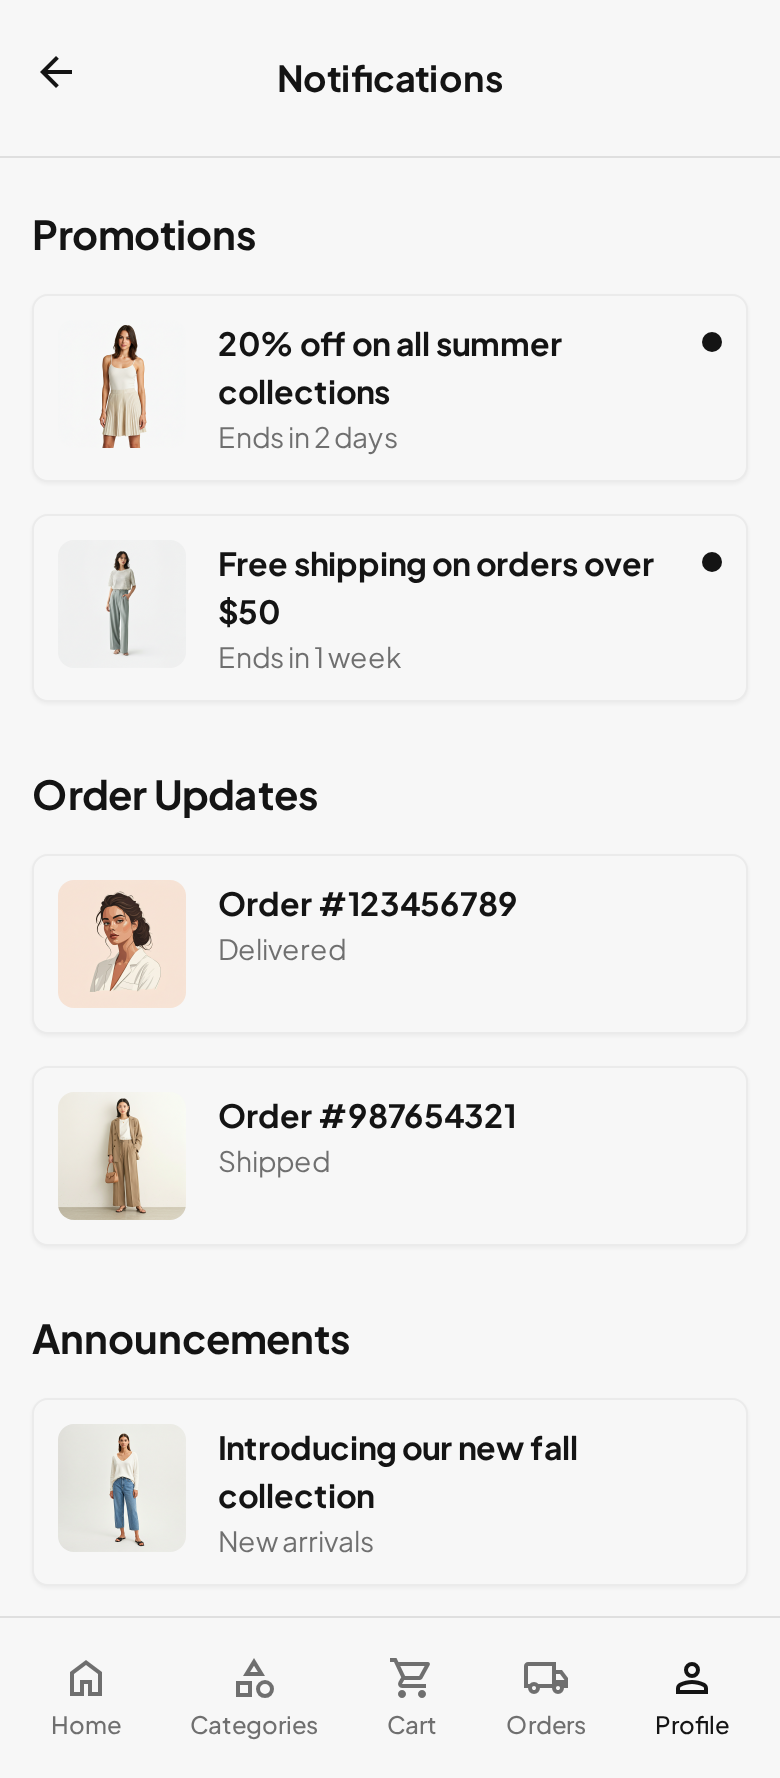 Notifications
Promotions
20% off on all summer
collections
Ends in 2 days
Free shipping on orders over
$50
Ends in 1 week
Order Updates
Order #123456789
Delivered
Order #987654321
Shipped
Announcements
Introducing our new fall
collection
New arrivals
Home Categories Cart Orders Profile